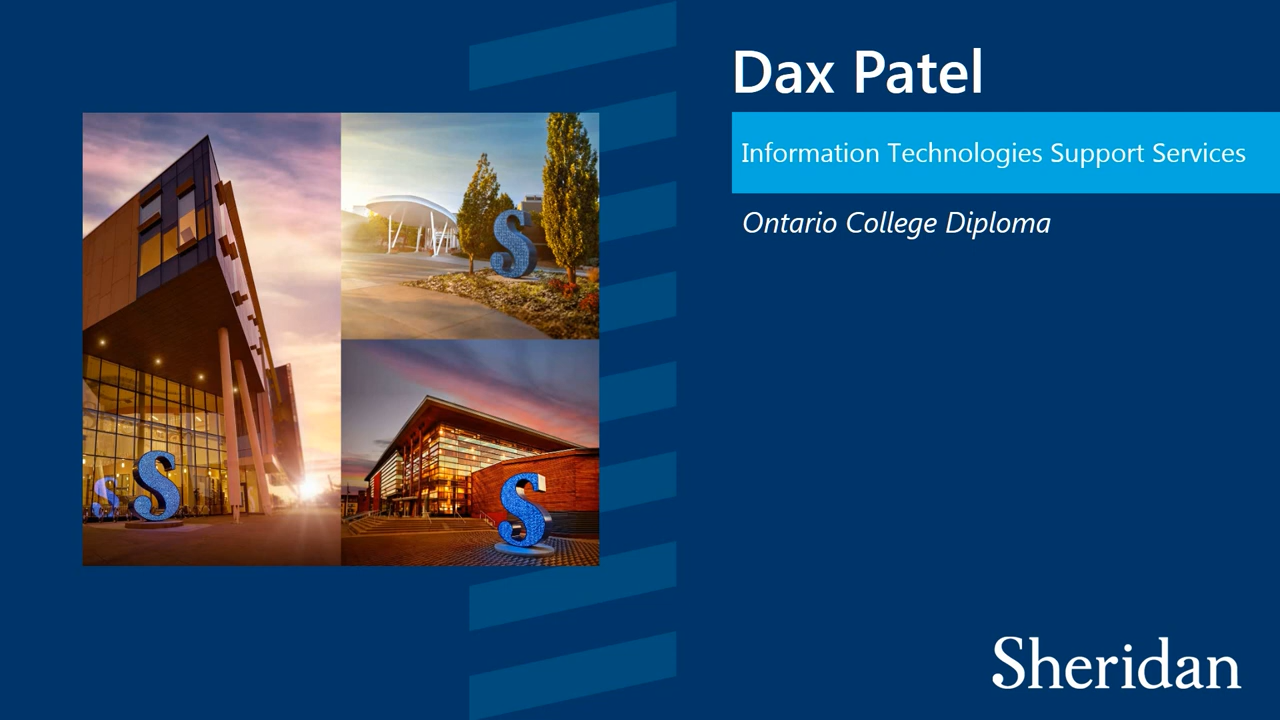 Dax Patel
Information Technologies Support Services
Ontario College Diploma
S
S
S
S
Sheridan